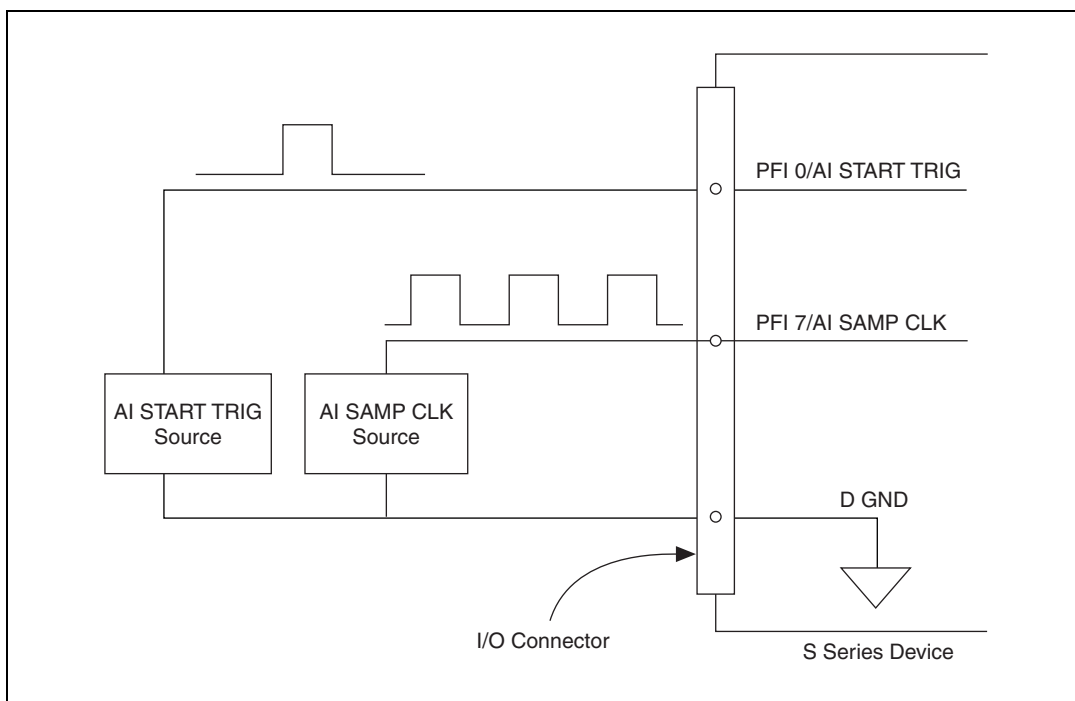 PFI 0/AI START TRIG
PFI 7/AI SAMP CLK
AI START TRIG
Source
AI SAMP CLK
Source
D GND
I/O Connector
S Series Device